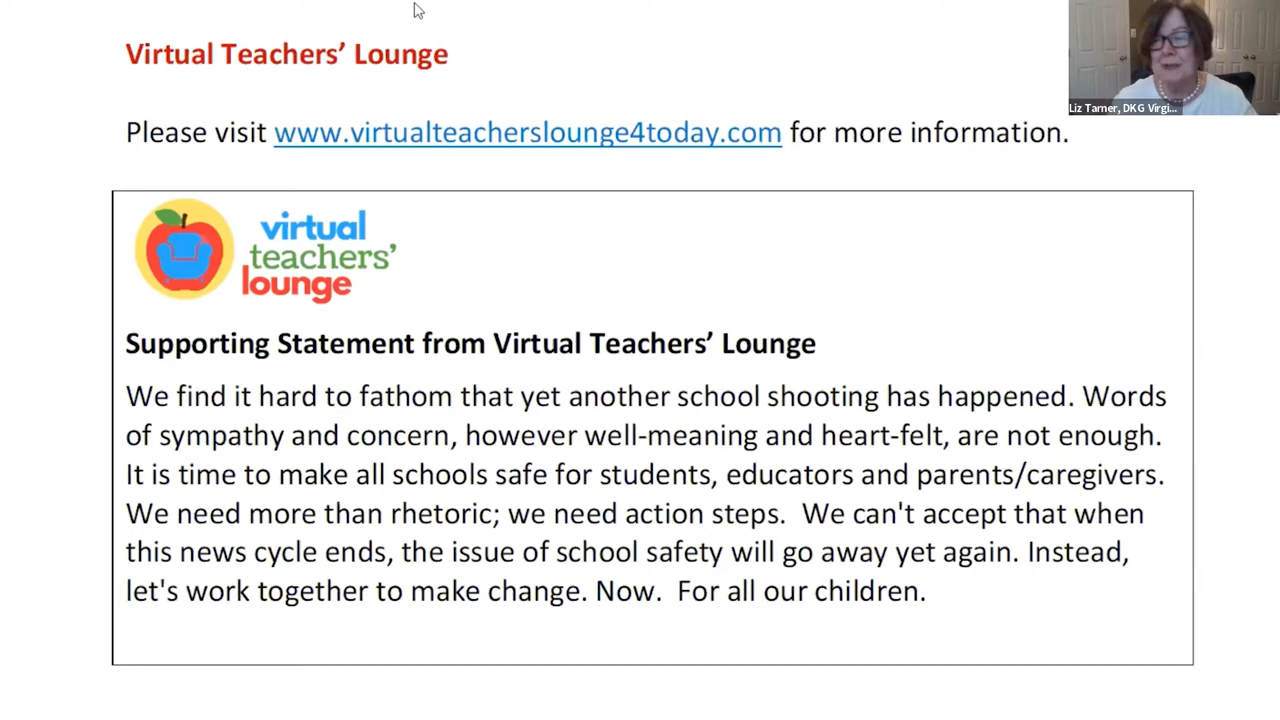 Virtual Teachers’ Lounge
Liz Tarner, DKG Virgi...
Please visit www.virtualteacherslounge4today.com for more information.
virtual
teachers’
lounge
Supporting Statement from Virtual Teachers’ Lounge
We find it hard to fathom that yet another school shooting has happened. Words
of sympathy and concern, however well-meaning and heart-felt, are not enough.
It is time to make all schools safe for students, educators and parents/caregivers.
We need more than rhetoric; we need action steps.  We can't accept that when
this news cycle ends, the issue of school safety will go away yet again. Instead,
let's work together to make change. Now.  For all our children.